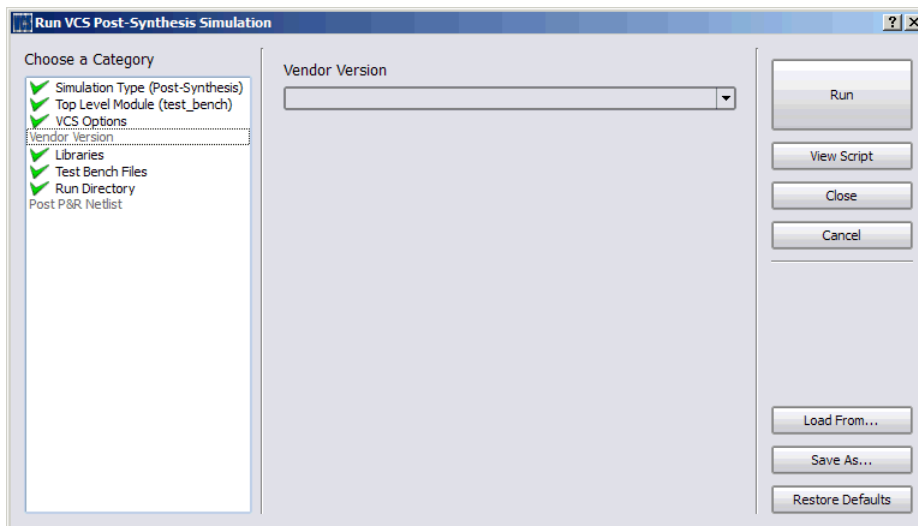 Run VCS Post-Synthesis Simulation
Choose a Category
Simulation Type (Post-Synthesis)
Top Level Module (test_bench)
VCS Options
Vendor Version
Libraries
Test Bench Files
Run Directory
Post P&R Netlist
Vendor Version
Run
View Script
Close
Cancel
Load From...
Save As...
Restore Defaults